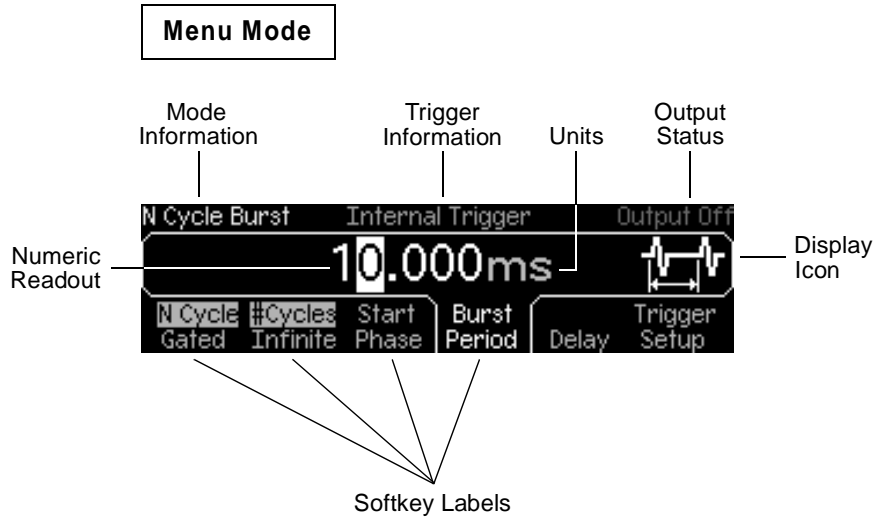 Menu Mode
Mode
Information
Trigger
Information
Units
Output
Status
N Cycle Burst Internal Trigger Output Off
Numeric
Readout
10.000ms
Display
Icon
N Cycle #Cycles Start Burst Trigger
Gated Infinite Phase Period Delay Setup
Softkey Labels